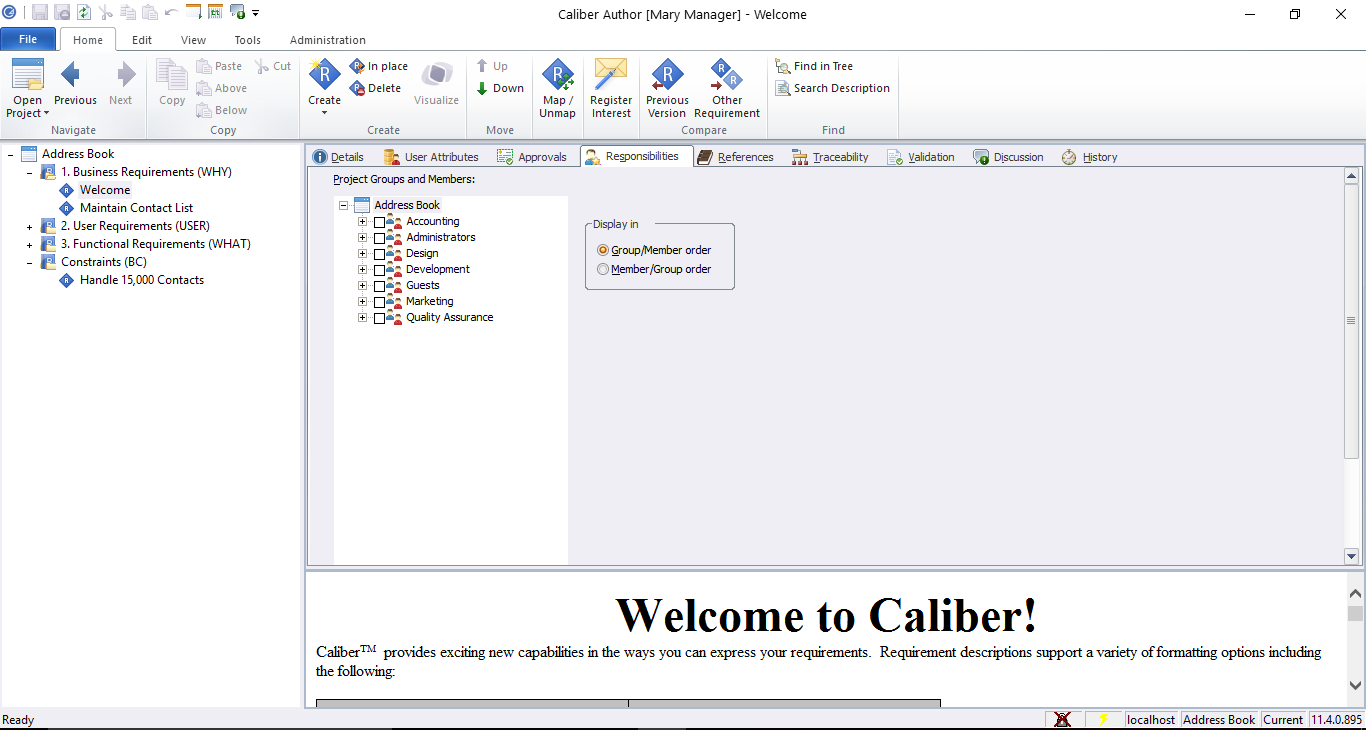 Caliber Author [Mary Manager] - Welcome
File
Home
Edit
View
Tools
Administration
Open Project
Previous
Next
Navigate
Copy
Paste
Cut
Above
Below
Copy
Create
In place
Delete
Visualize
Create
Up
Down
Move
Map / Unmap
Register Interest
Previous Version
Other Requirement
Compare
Find in Tree
Search Description
Find
Address Book
1. Business Requirements (WHY)
Welcome
Maintain Contact List
2. User Requirements (USER)
3. Functional Requirements (WHAT)
Constraints (BC)
Handle 15,000 Contacts
Details
User Attributes
Approvals
Responsibilities
References
Traceability
Validation
Discussion
History
Project Groups and Members:
Address Book
Accounting
Administrators
Design
Development
Guests
Marketing
Quality Assurance
Display in
Group/Member order
Member/Group order
Welcome to Caliber!
Caliber™ provides exciting new capabilities in the ways you can express your requirements. Requirement descriptions support a variety of formatting options including
the following:
Ready
localhost
Address Book
Current
11.4.0.895